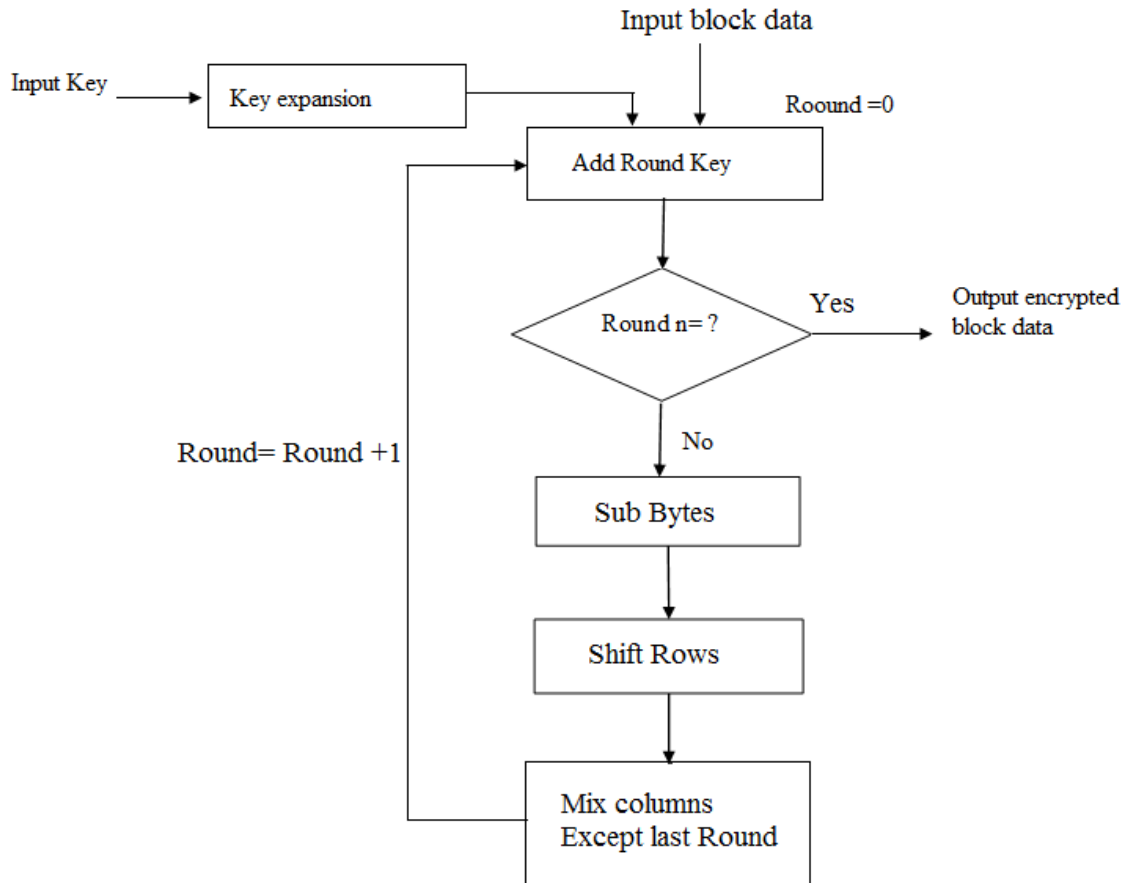 Input block data
Input Key
Key expansion
Roound =0
Add Round Key
Round n= ?
Yes
Output encrypted
block data
No
Round= Round +1
Sub Bytes
Shift Rows
Mix columns
Except last Round